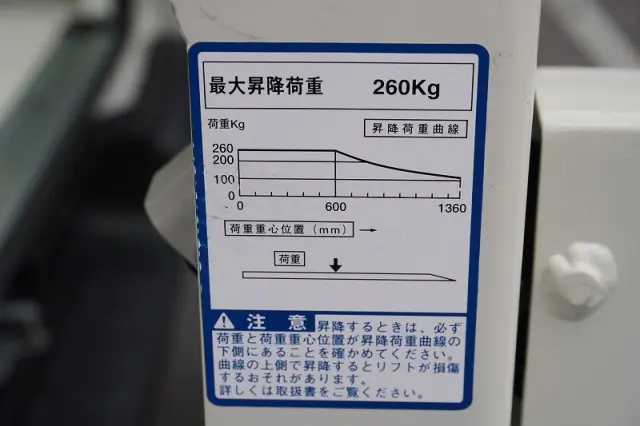 最大昇降荷重 260Kg
荷重Kg
昇降荷重曲線
260
200
100
0
0 600 1360
荷重重心位置(mm) →
荷重
注意 昇降するときは、必ず
荷重と荷重重心位置が昇降荷重曲線の
下側にあることを確かめてください。
曲線の上側で昇降するとリフトが損傷
するおそれがあります。
詳しくは取扱書をご覧ください。